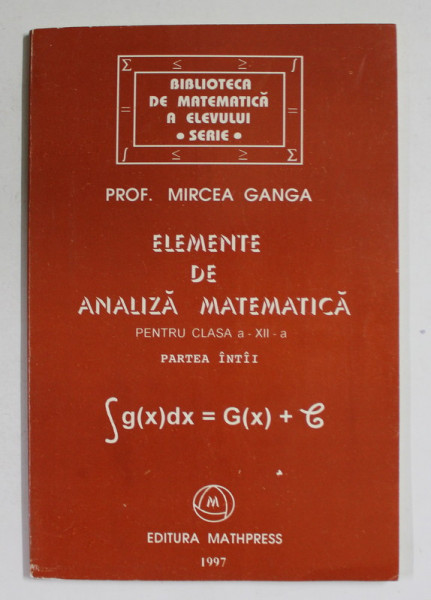 Σ ≤ ≥ ∫
BIBLIOTECA
DE MATEMATICĂ
= A ELEVULUI =
• SERIE •
∫ ≤ ≥ Σ
PROF. MIRCEA GANGA
ELEMENTE
DE
ANALIZĂ MATEMATICĂ
PENTRU CLASA a - XII - a
PARTEA ÎNTÎI
∫g(x)dx = G(x) + 𝒞
M
EDITURA MATHPRESS
1997